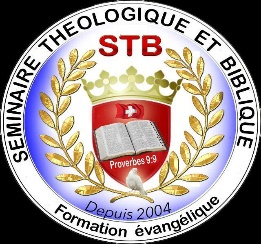 SEMINAIRE THEOLOGIQUE ET BIBLIQUE
STB
Proverbes 9:9
Depuis 2004
Formation évangélique